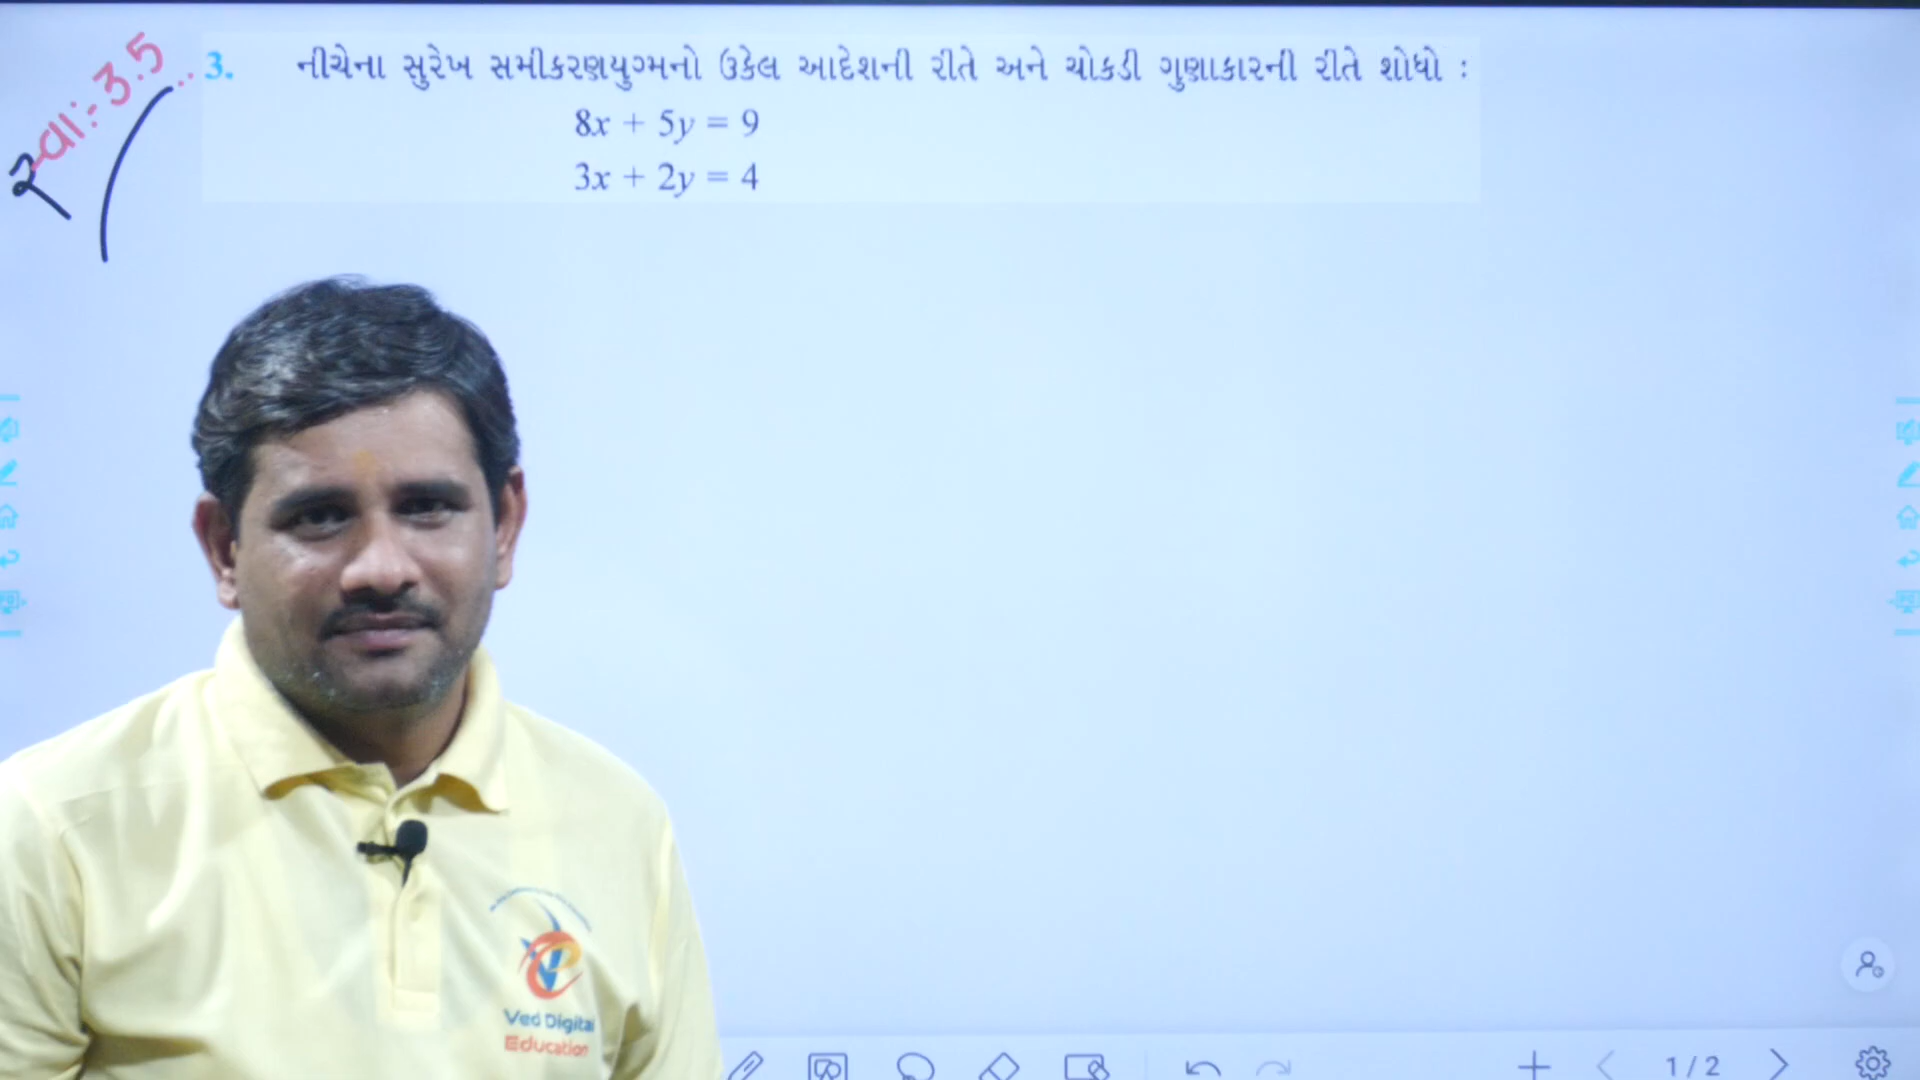 સ્વાઃ- 3.5
3. નીચેના સુરેખ સમીકરણયુગ્મનો ઉકેલ આદેશની રીતે અને ચોકડી ગુણાકારની રીતે શોધો :
8x + 5y = 9
3x + 2y = 4
Ved Digital
Education
1 / 2